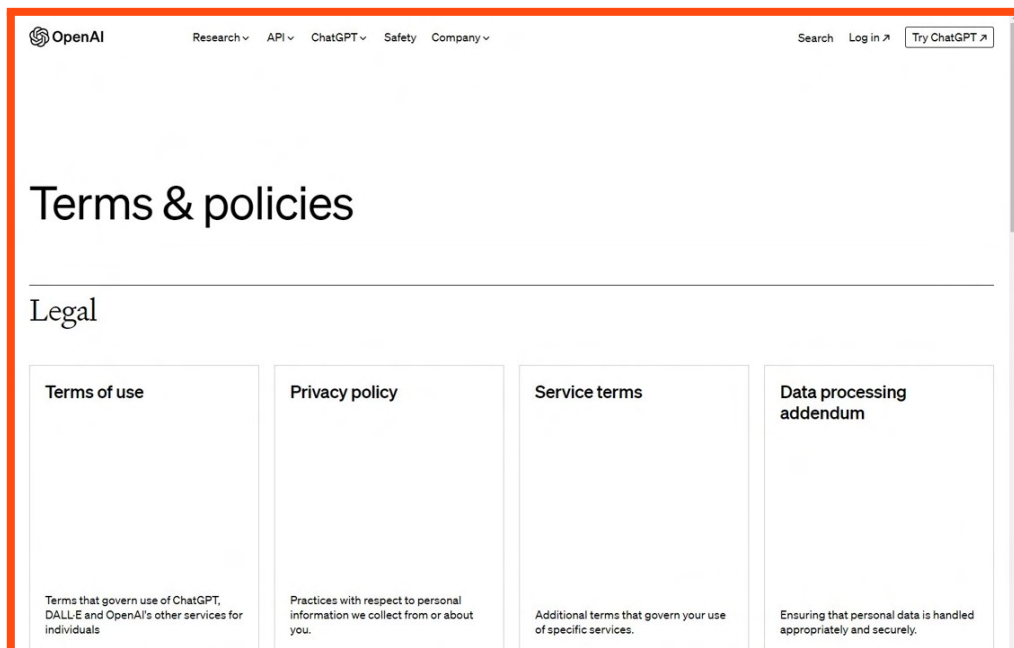 OpenAI Research API ChatGPT Safety Company Search Log in ↗ Try ChatGPT ↗
Terms & policies
Legal
Terms of use
Terms that govern use of ChatGPT,
DALL·E and OpenAI's other services for
individuals
Privacy policy
Practices with respect to personal
information we collect from or about
you.
Service terms
Additional terms that govern your use
of specific services.
Data processing
addendum
Ensuring that personal data is handled
appropriately and securely.